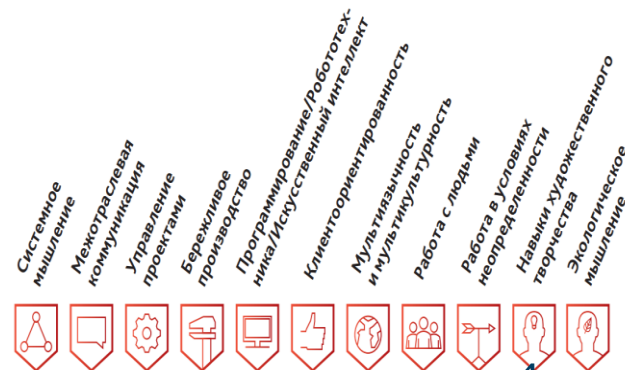 Системное
мышление
Межотраслевая
коммуникация
Управление
проектами
Бережливое
производство
Программирование/Робототех-
ника/Искусственный интеллект
Клиентоориентированность
Мультиязычность
и мультикультурность
Работа с людьми
Работа в условиях
неопределенности
Навыки художественного
творчества
Экологическое
мышление